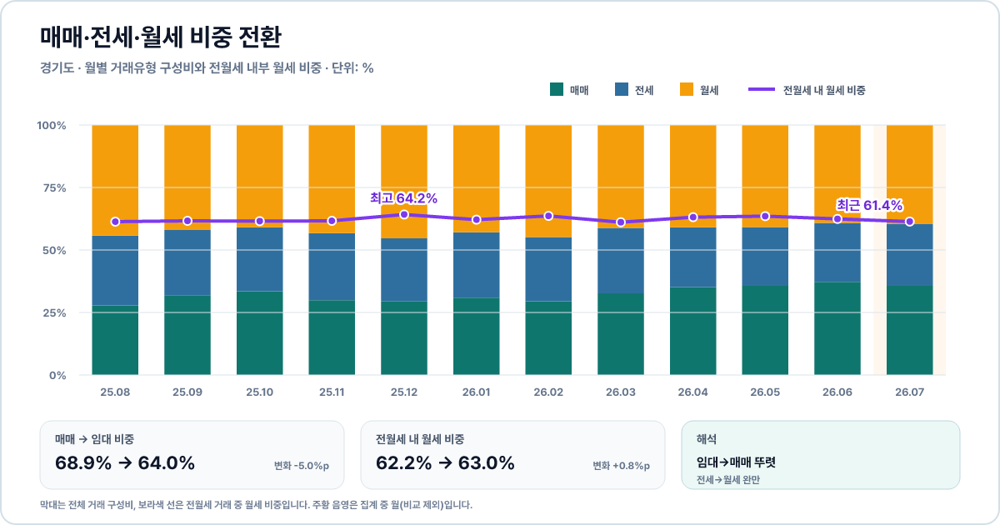 매매·전세·월세 비중 전환
경기도 · 월별 거래유형 구성비와 전월세 내부 월세 비중 · 단위: %
매매 전세 월세 전월세 내 월세 비중
100%
75%
최고 64.2% 최근 61.4%
50%
25%
0%
25.08 25.09 25.10 25.11 25.12 26.01 26.02 26.03 26.04 26.05 26.06 26.07
매매 → 임대 비중
68.9% → 64.0% 변화 -5.0%p
전월세 내 월세 비중
62.2% → 63.0% 변화 +0.8%p
해석
임대→매매 뚜렷
전세→월세 완만
막대는 전체 거래 구성비, 보라색 선은 전월세 거래 중 월세 비중입니다. 주황 음영은 집계 중 월(비교 제외)입니다.